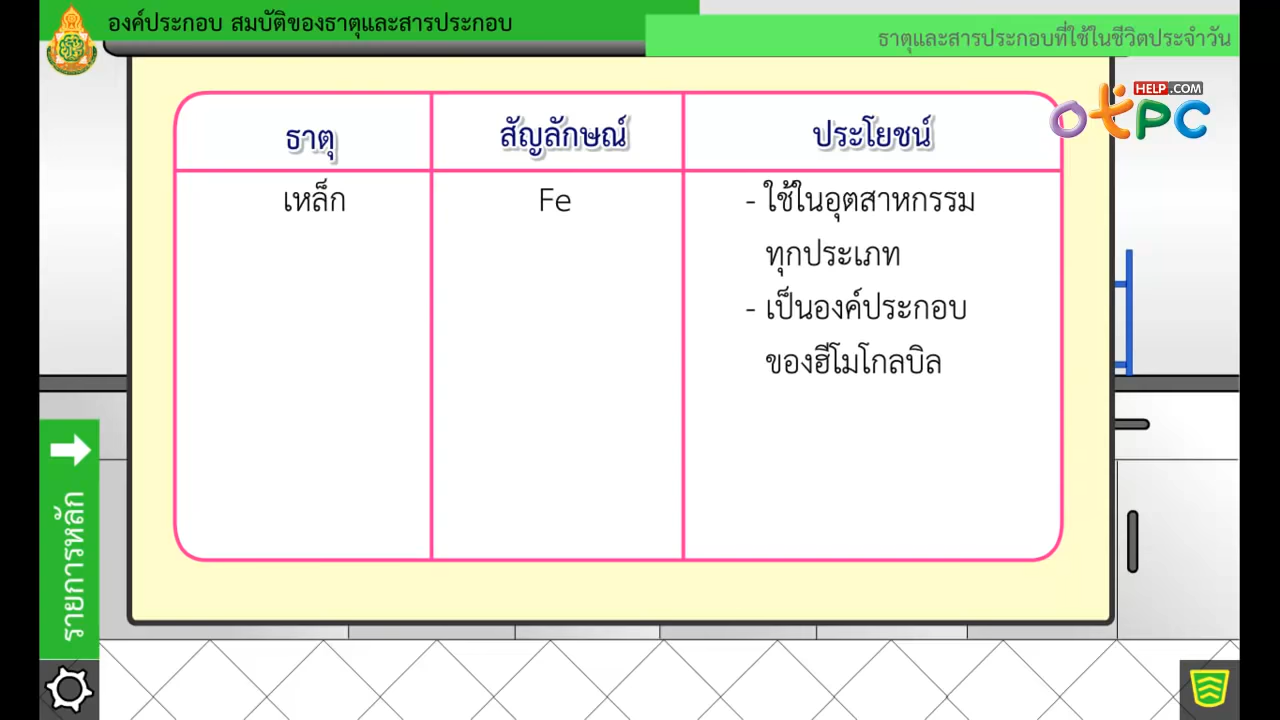 องค์ประกอบ สมบัติของธาตุและสารประกอบ
ธาตุและสารประกอบที่ใช้ในชีวิตประจำวัน
HELP.COM
otPC
ธาตุ สัญลักษณ์ ประโยชน์
เหล็ก Fe - ใช้ในอุตสาหกรรม
ทุกประเภท
- เป็นองค์ประกอบ
ของฮีโมโกลบิล
รายการหลัก